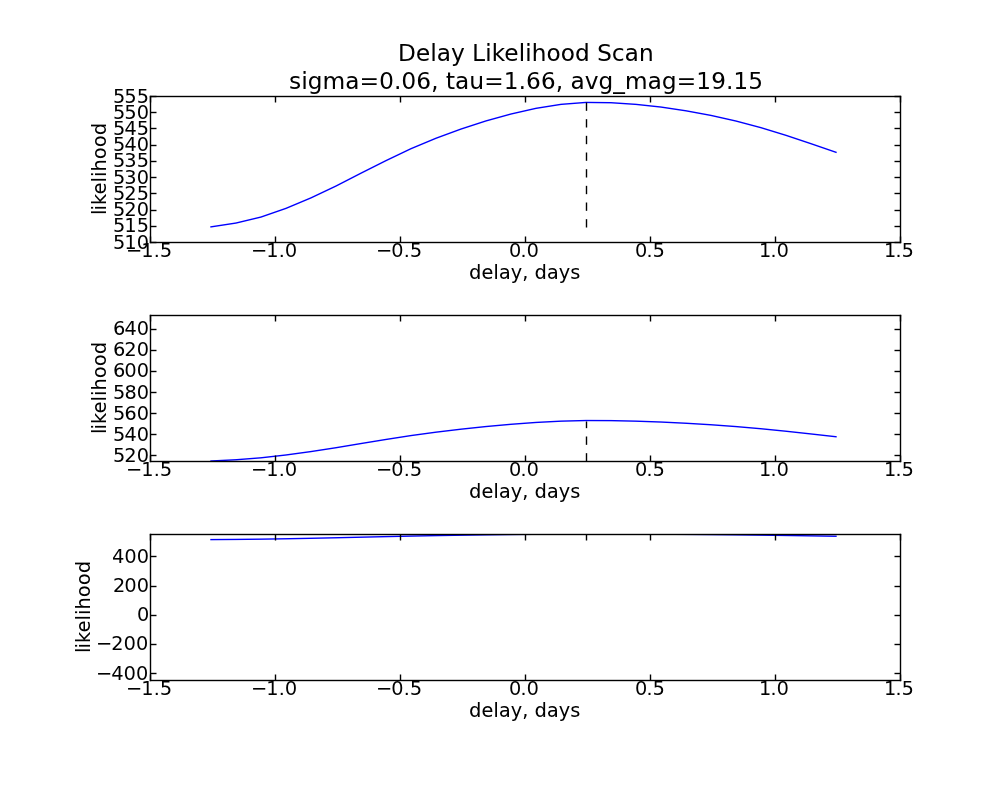 Delay Likelihood Scan
sigma=0.06, tau=1.66, avg_mag=19.15
555
550
545
540
535
530
525
520
515
510
likelihood
−1.5 −1.0 −0.5 0.0 0.5 1.0 1.5
delay, days
640
620
600
580
560
540
520
likelihood
−1.5 −1.0 −0.5 0.0 0.5 1.0 1.5
delay, days
400
200
0
−200
−400
likelihood
−1.5 −1.0 −0.5 0.0 0.5 1.0 1.5
delay, days